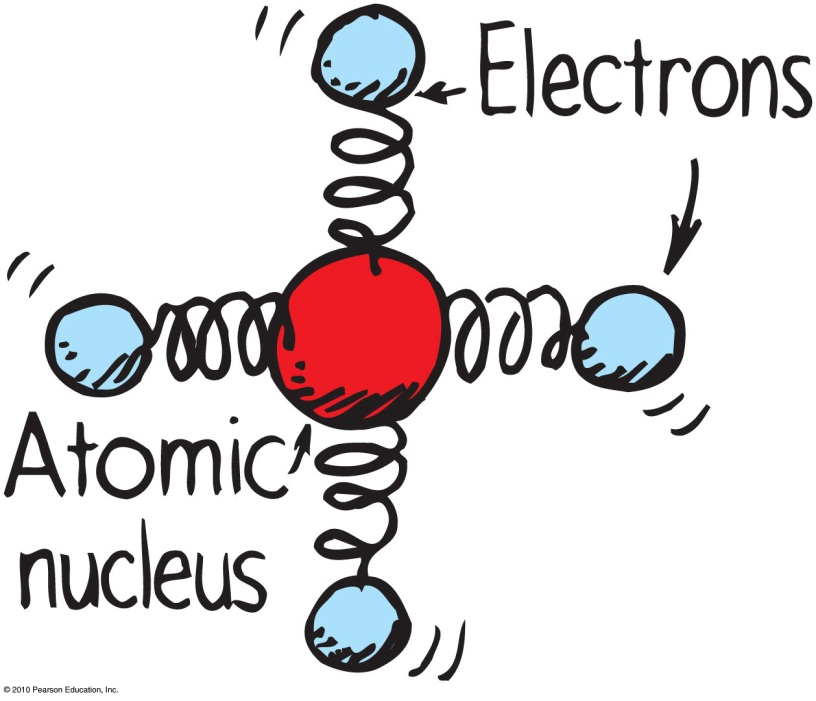 Electrons
Atomic
nucleus
© 2010 Pearson Education, Inc.